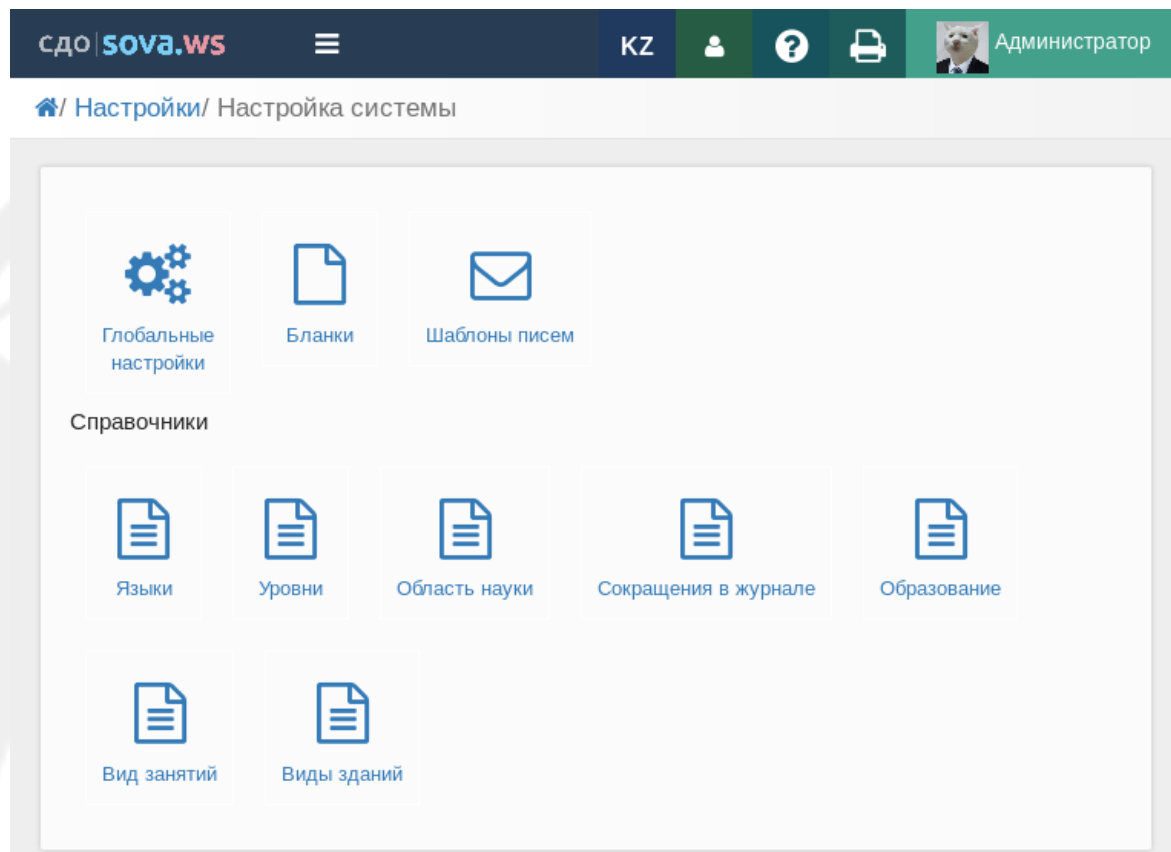 сдо|sova.ws KZ ? Администратор
/ Настройки/ Настройка системы
Глобальные настройки
Бланки
Шаблоны писем
Справочники
Языки
Уровни
Область науки
Сокращения в журнале
Образование
Вид занятий
Виды зданий